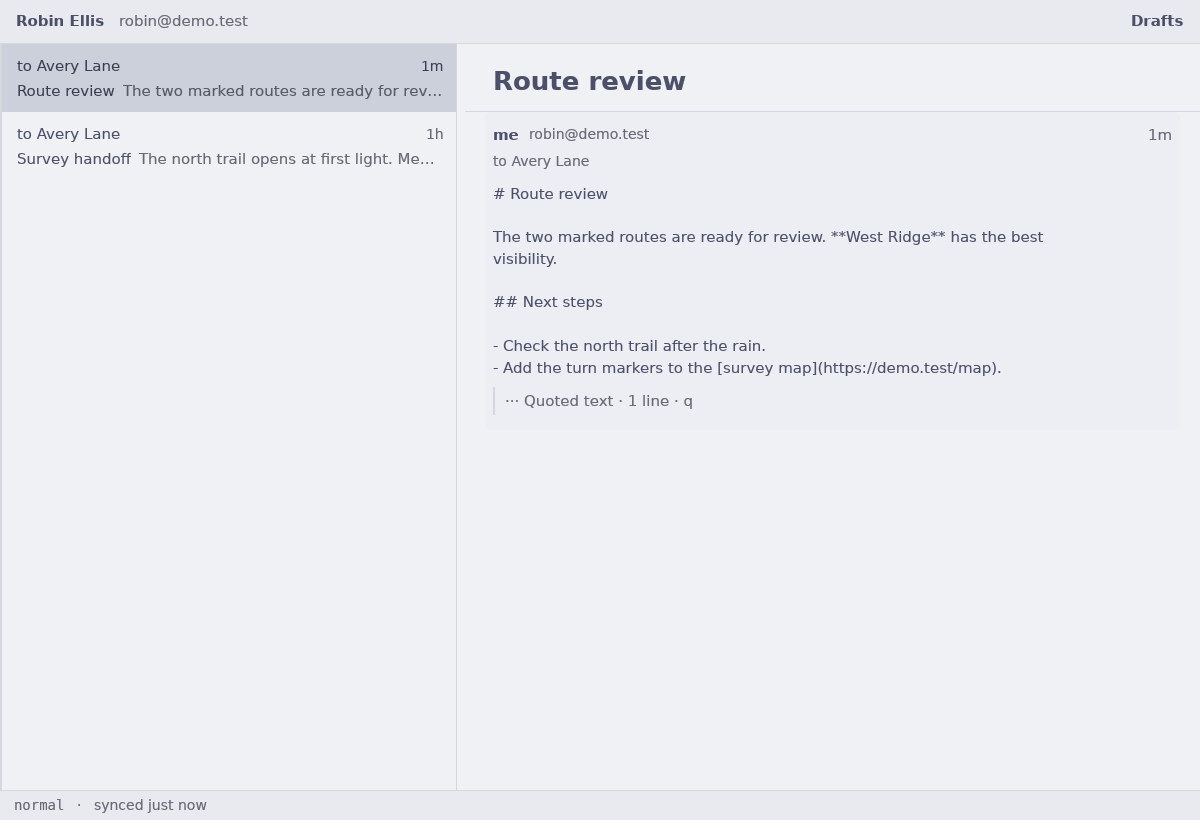 Robin Ellis robin@demo.test Drafts
to Avery Lane 1m
Route review The two marked routes are ready for rev…
to Avery Lane 1h
Survey handoff The north trail opens at first light. Me…
Route review
me robin@demo.test 1m
to Avery Lane
# Route review
The two marked routes are ready for review. **West Ridge** has the best
visibility.
## Next steps
- Check the north trail after the rain.
- Add the turn markers to the [survey map](https://demo.test/map).
··· Quoted text · 1 line · q
normal · synced just now